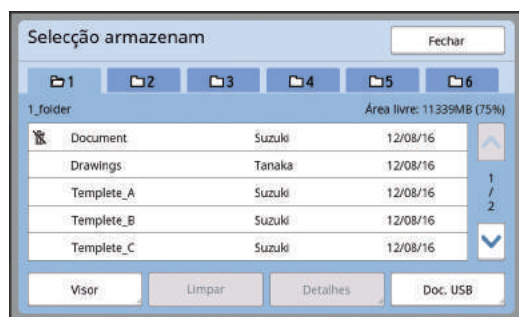 Selecção armazenam Fechar
1 2 3 4 5 6
1_folder Área livre: 11339MB (75%)
Document Suzuki 12/08/16
Drawings Tanaka 12/08/16
Templete_A Suzuki 12/08/16
Templete_B Suzuki 12/08/16
Templete_C Suzuki 12/08/16
1
/
2
Visor Limpar Detalhes Doc. USB